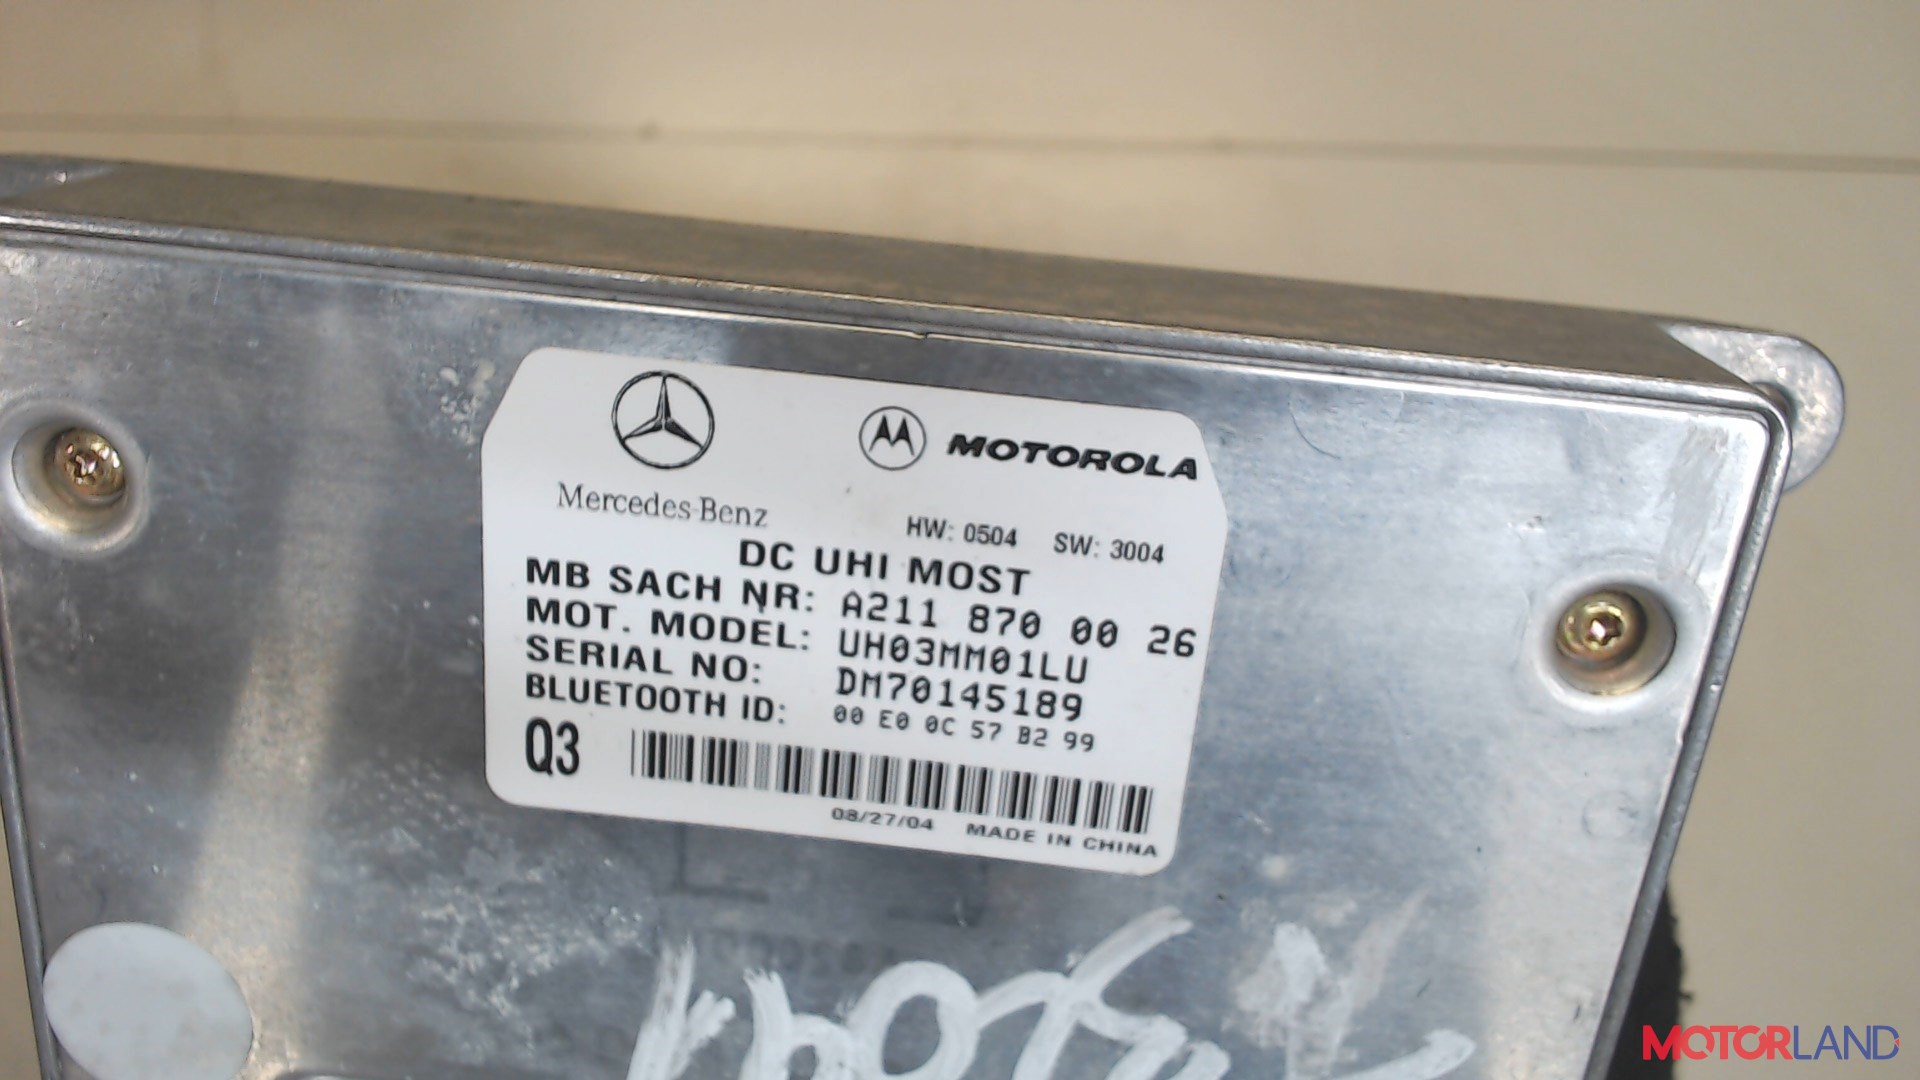 Mercedes-Benz
MOTOROLA
HW: 0504 SW: 3004
DC UHI MOST
MB SACH NR: A211 870 00 26
MOT. MODEL: UH03MM01LU
SERIAL NO: DM70145189
BLUETOOTH ID: 00 E0 0C 57 B2 99
Q3
08/27/04 MADE IN CHINA
MOTORLAND